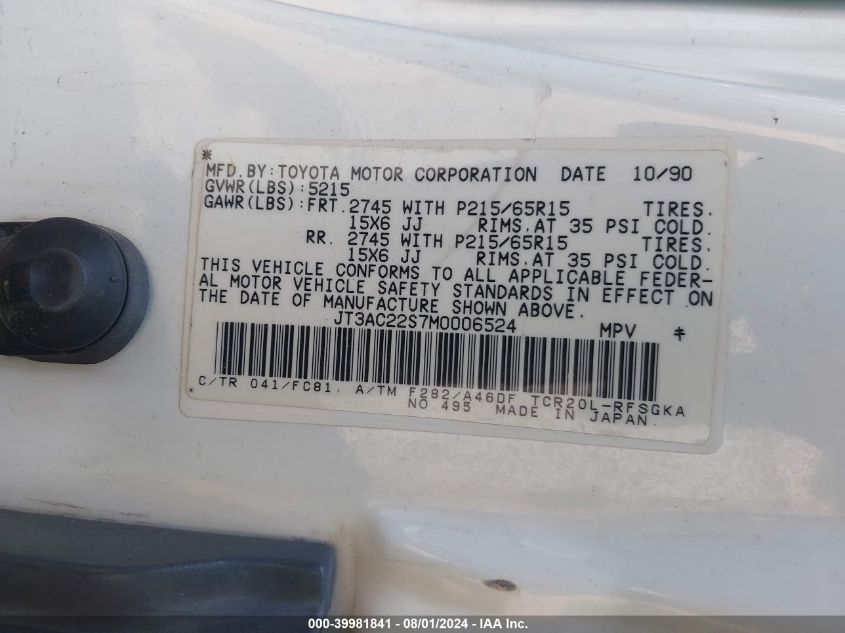 *
MFD.BY:TOYOTA MOTOR CORPORATION DATE 10/90
GVWR(LBS):5215
GAWR(LBS):FRT.2745 WITH P215/65R15 TIRES.
15X6 JJ RIMS.AT 35 PSI COLD.
RR. 2745 WITH P215/65R15 TIRES.
15X6 JJ RIMS.AT 35 PSI COLD.
THIS VEHICLE CONFORMS TO ALL APPLICABLE FEDER-
AL MOTOR VEHICLE SAFETY STANDARDS IN EFFECT ON
THE DATE OF MANUFACTURE SHOWN ABOVE.
JT3AC22S7M0006524 MPV キ
C/TR 041/FC81. A/TM F282/A46DF TCR20L-RFSGKA
NO.495 MADE IN JAPAN.
COPART-39981841 / 08/01/2024 - IAA Inc.